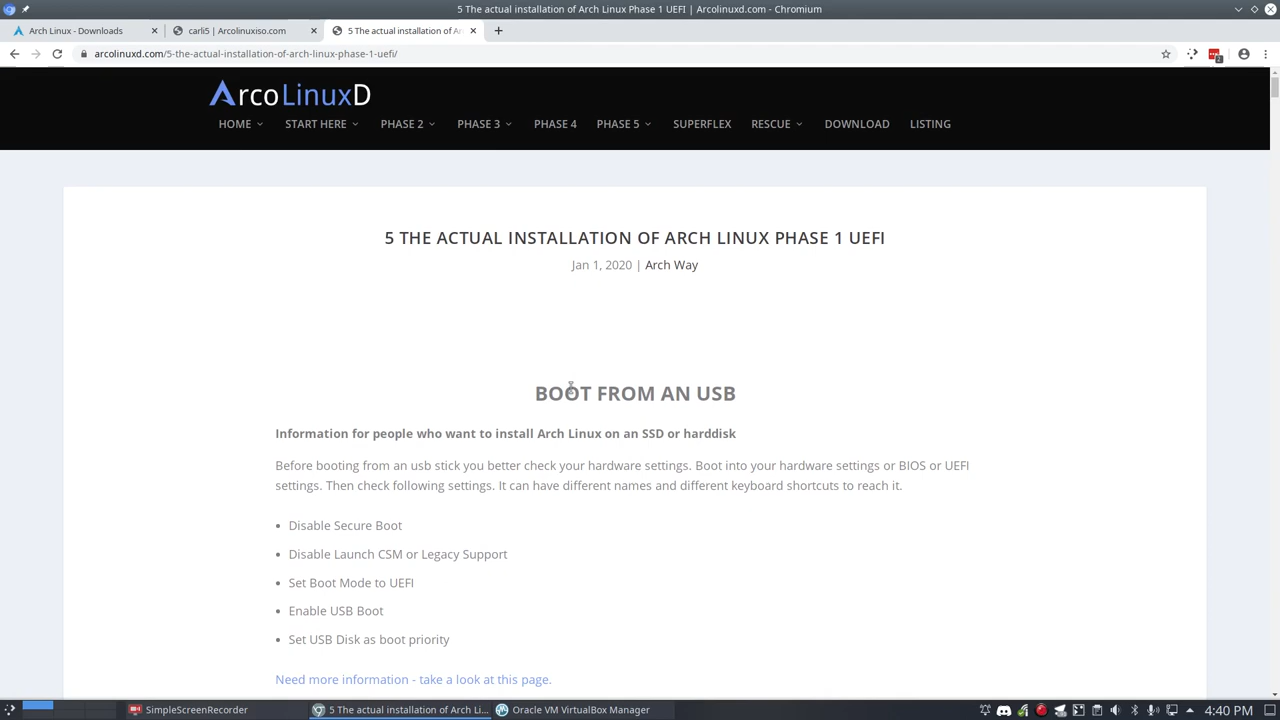 5 The actual installation of Arch Linux Phase 1 UEFI | Arcolinuxd.com - Chromium
Arch Linux - Downloads
carli5 | Arcolinuxiso.com
5 The actual installation of A
arcolinuxd.com/5-the-actual-installation-of-arch-linux-phase-1-uefi/
2
ArcoLinuxD
HOME
START HERE
PHASE 2
PHASE 3
PHASE 4
PHASE 5
SUPERFLEX
RESCUE
DOWNLOAD
LISTING
5 THE ACTUAL INSTALLATION OF ARCH LINUX PHASE 1 UEFI
Jan 1, 2020 | Arch Way
BOOT FROM AN USB
Information for people who want to install Arch Linux on an SSD or harddisk
Before booting from an usb stick you better check your hardware settings. Boot into your hardware settings or BIOS or UEFI
settings. Then check following settings. It can have different names and different keyboard shortcuts to reach it.
• Disable Secure Boot
• Disable Launch CSM or Legacy Support
• Set Boot Mode to UEFI
• Enable USB Boot
• Set USB Disk as boot priority
Need more information - take a look at this page.
SimpleScreenRecorder
5 The actual installation of Arch Li...
Oracle VM VirtualBox Manager
4:40 PM